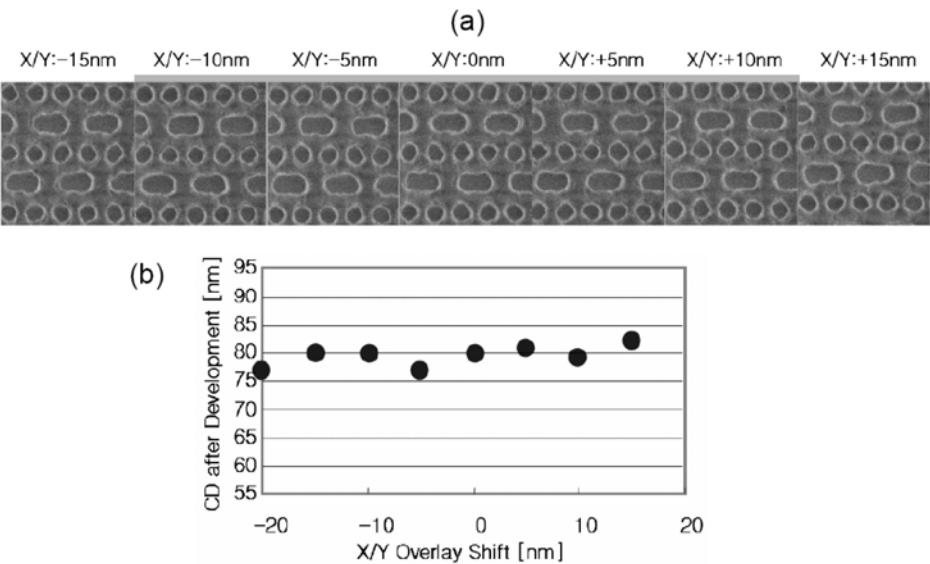 (a)
X/Y:-15nm X/Y:-10nm X/Y:-5nm X/Y:0nm X/Y:+5nm X/Y:+10nm X/Y:+15nm
(b)
CD after Development [nm]
95
90
85
80
75
70
65
60
55
-20 -10 0 10 20
X/Y Overlay Shift [nm]